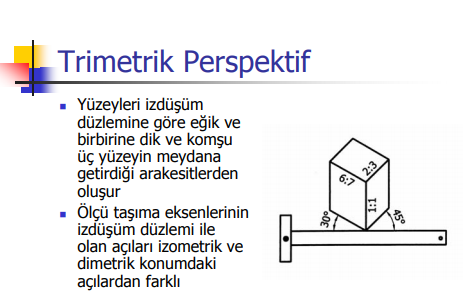 Trimetrik Perspektif
Yüzeyleri izdüşüm
düzlemine göre eğik ve
birbirine dik ve komşu
üç yüzeyin meydana
getirdiği arakesitlerden
oluşur
Ölçü taşıma eksenlerinin
izdüşüm düzlemi ile
olan açıları izometrik ve
dimetrik konumdaki
açılardan farklı
6:7
2:3
1:1
30°
45°